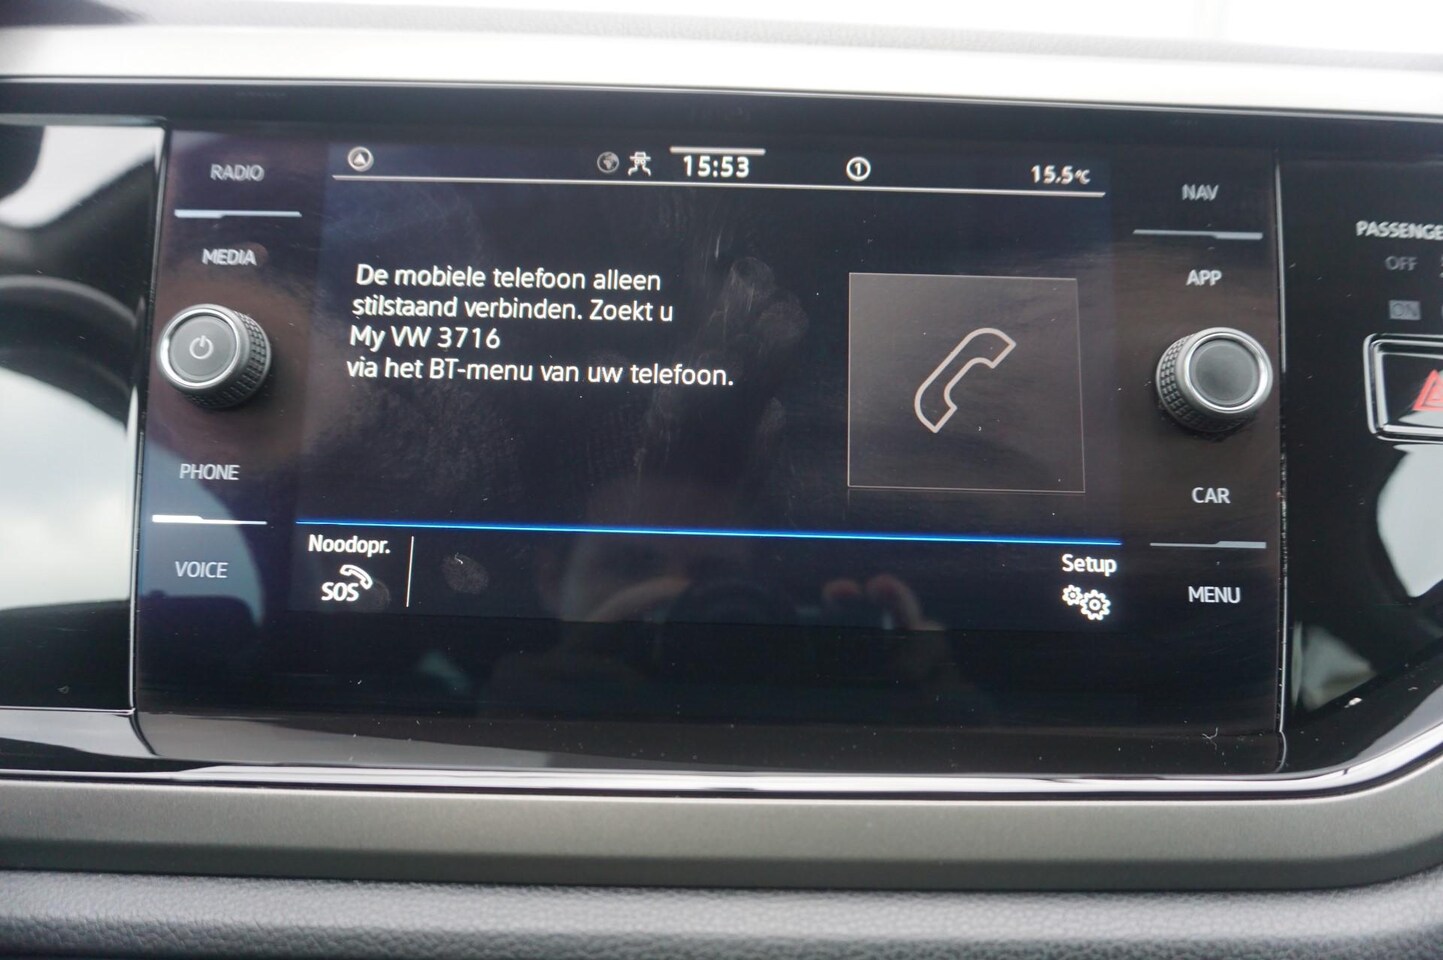 RADIO
MEDIA
PHONE
VOICE
15:53
1
15.5°C
De mobiele telefoon alleen
stilstaand verbinden. Zoekt u
My VW 3716
via het BT-menu van uw telefoon.
Noodopr.
SOS
Setup
NAV
APP
CAR
MENU
PASSENGE
OFF
ON